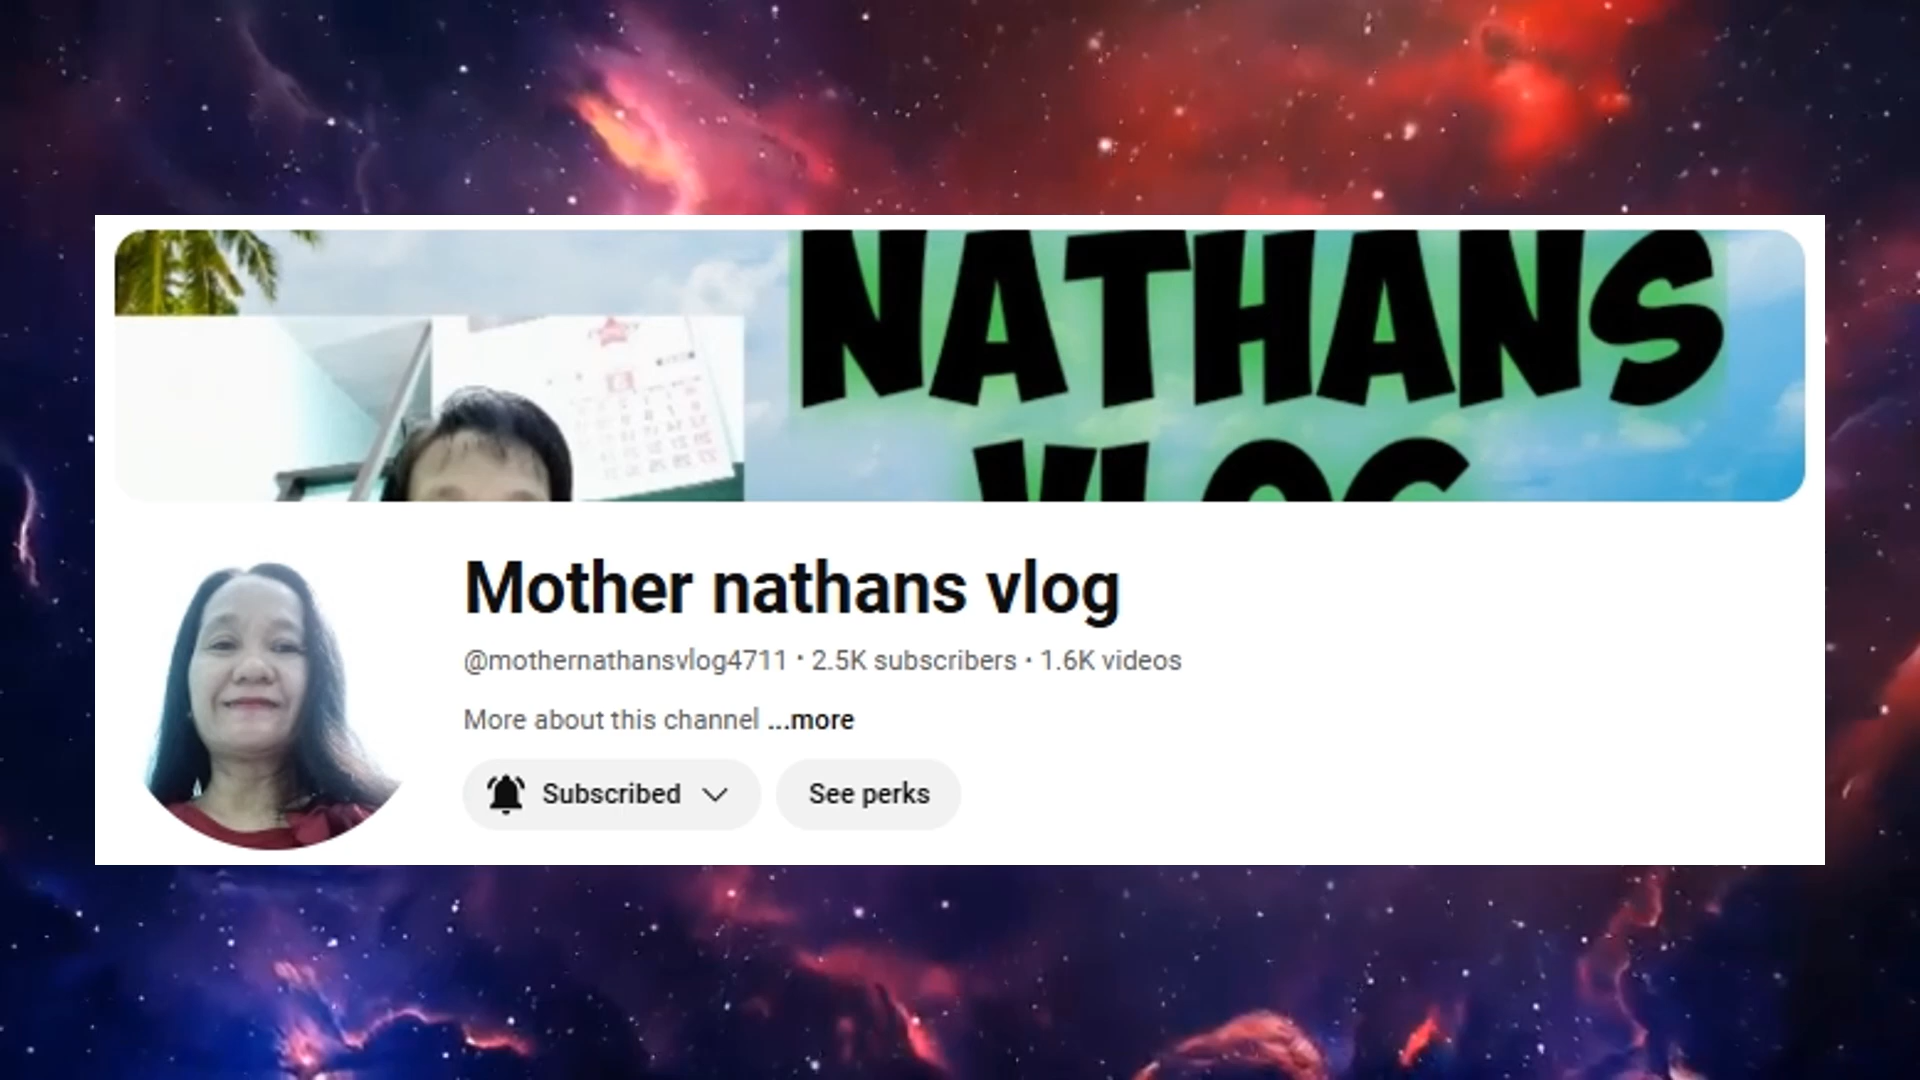 NATHANS
VLOG
Mother nathans vlog
@mothernathansvlog4711 • 2.5K subscribers • 1.6K videos
More about this channel ...more
Subscribed
See perks